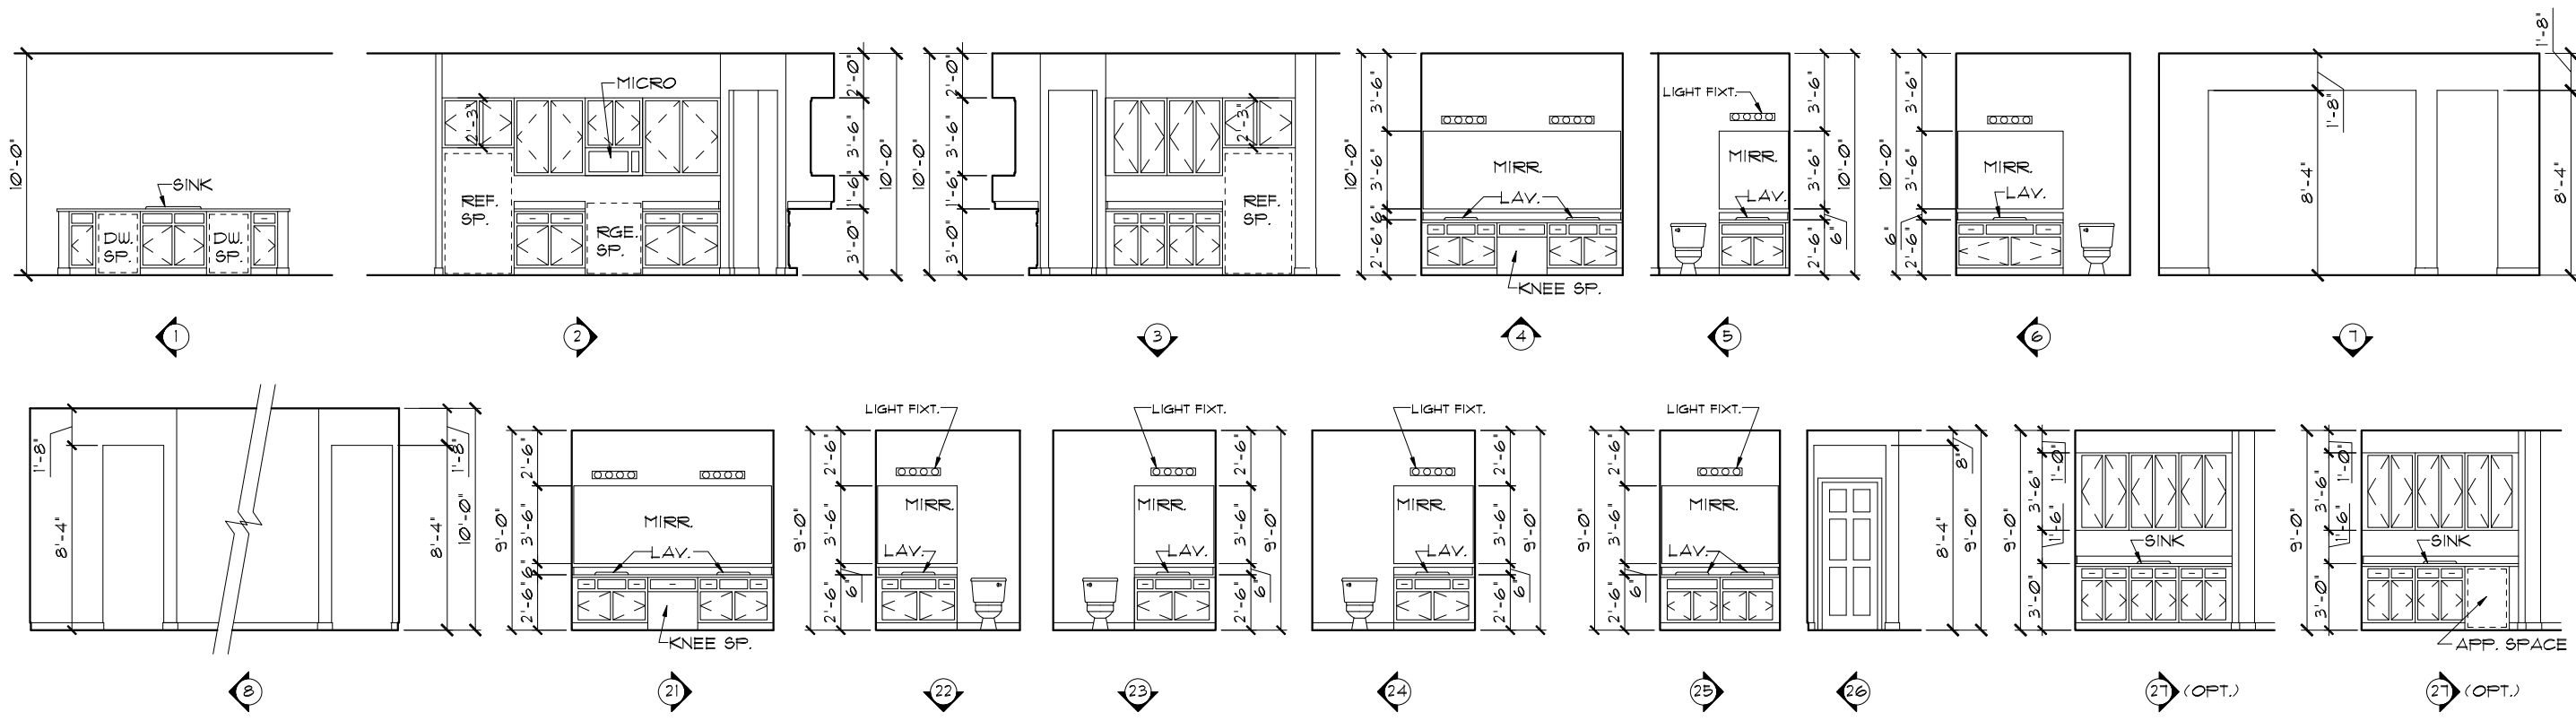 10'-0"
SINK
DW.
SP.
DW.
SP.
1
MICRO
2'-3"
REF.
SP.
RGE.
SP.
2'-0"
3'-6"
1'-6"
3'-0"
10'-0"
2
10'-0"
2'-0"
3'-6"
1'-6"
3'-0"
2'-3"
REF.
SP.
3
10'-0"
3'-6"
3'-6"
6"
2'-6"
MIRR.
LAV.
KNEE SP.
4
LIGHT FIXT.
MIRR.
LAV.
3'-6"
3'-6"
6"
2'-6"
10'-0"
5
10'-0"
3'-6"
3'-6"
6"
2'-6"
MIRR.
LAV.
6
1'-8"
8'-4"
1'-8"
8'-4"
7
1'-8"
8'-4"
1'-8"
8'-4"
10'-0"
8
9'-0"
2'-6"
3'-6"
6"
2'-6"
MIRR.
LAV.
KNEE SP.
21
LIGHT FIXT.
9'-0"
2'-6"
3'-6"
6"
2'-6"
MIRR.
LAV.
22
LIGHT FIXT.
MIRR.
LAV.
2'-6"
3'-6"
6"
2'-6"
9'-0"
23
LIGHT FIXT.
MIRR.
LAV.
2'-6"
3'-6"
6"
2'-6"
9'-0"
24
LIGHT FIXT.
9'-0"
2'-6"
3'-6"
6"
2'-6"
MIRR.
LAV.
25
8"
8'-4"
9'-0"
26
9'-0"
1'-0"
3'-6"
1'-6"
3'-0"
SINK
27 (OPT.)
9'-0"
1'-0"
3'-6"
1'-6"
3'-0"
SINK
APP. SPACE
27 (OPT.)